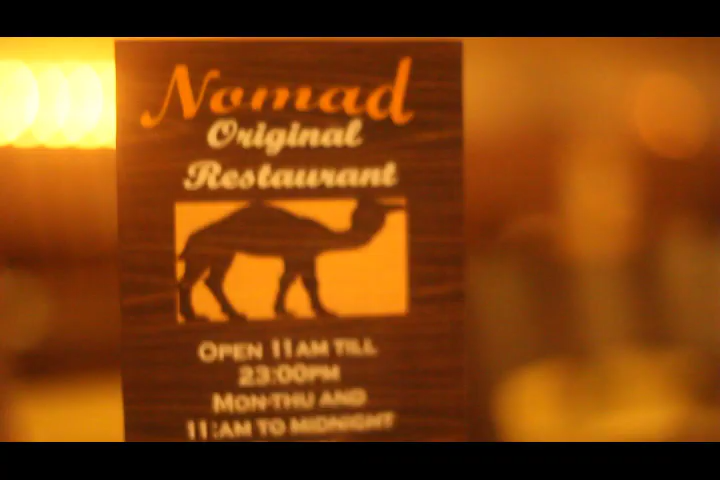 Nomad
Original
Restaurant
OPEN 11AM TILL
23:00PM
MON-THU AND
11:AM TO MIDNIGHT